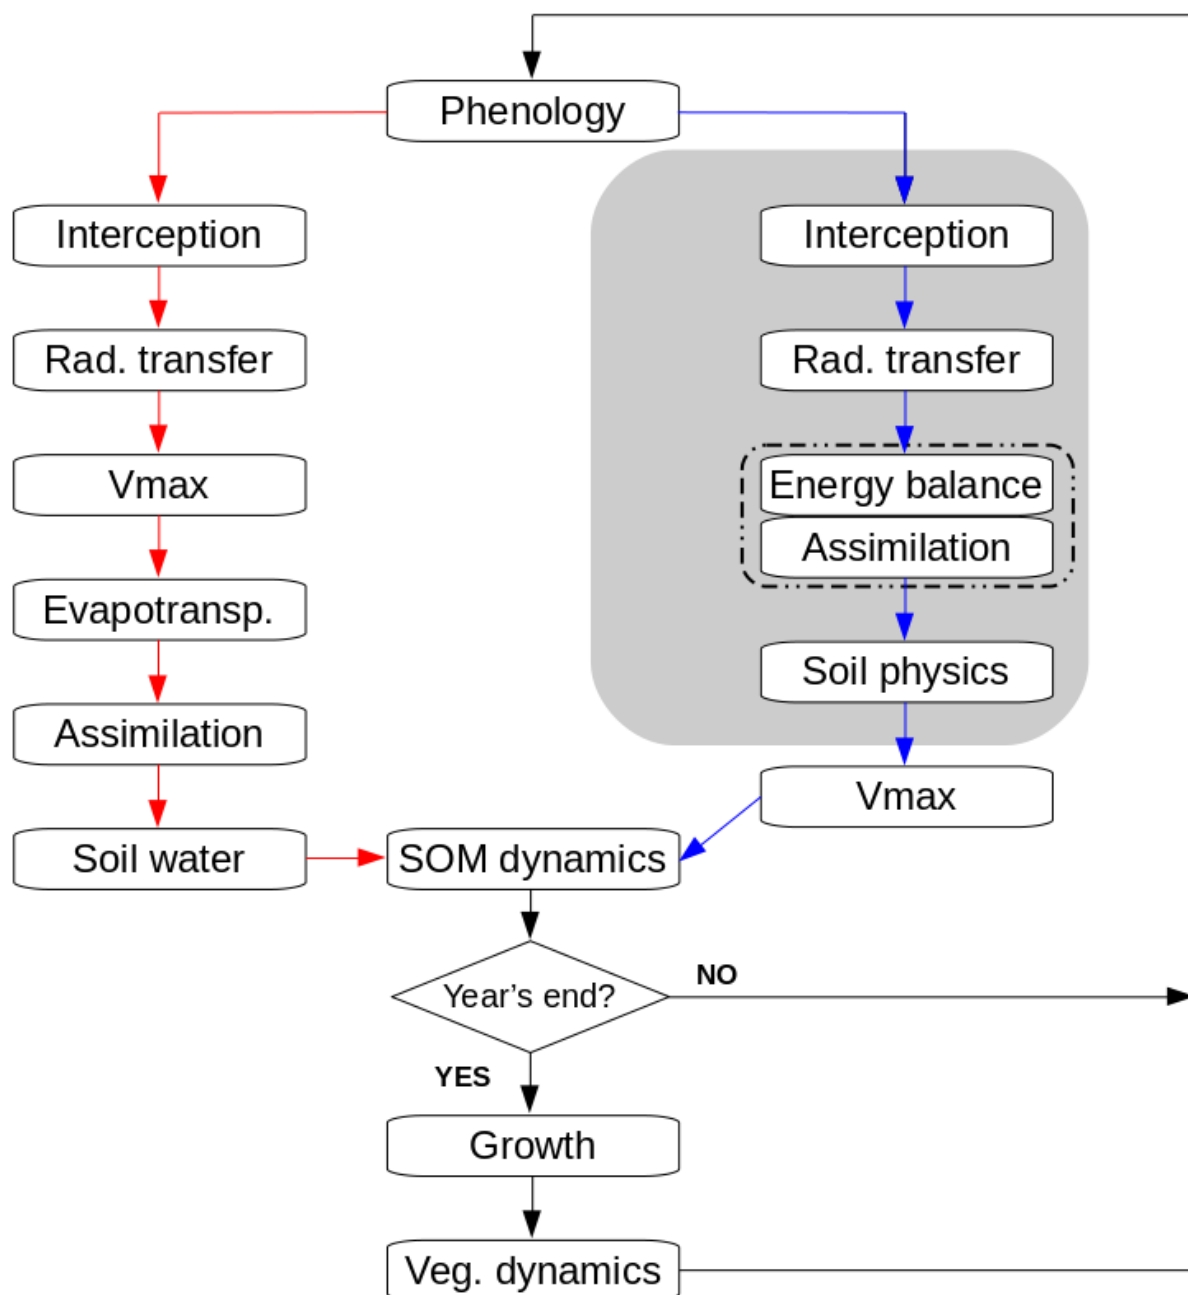 Phenology
Interception
Rad. transfer
Vmax
Evapotransp.
Assimilation
Soil water
Interception
Rad. transfer
Energy balance
Assimilation
Soil physics
Vmax
SOM dynamics
Year’s end?
NO
YES
Growth
Veg. dynamics